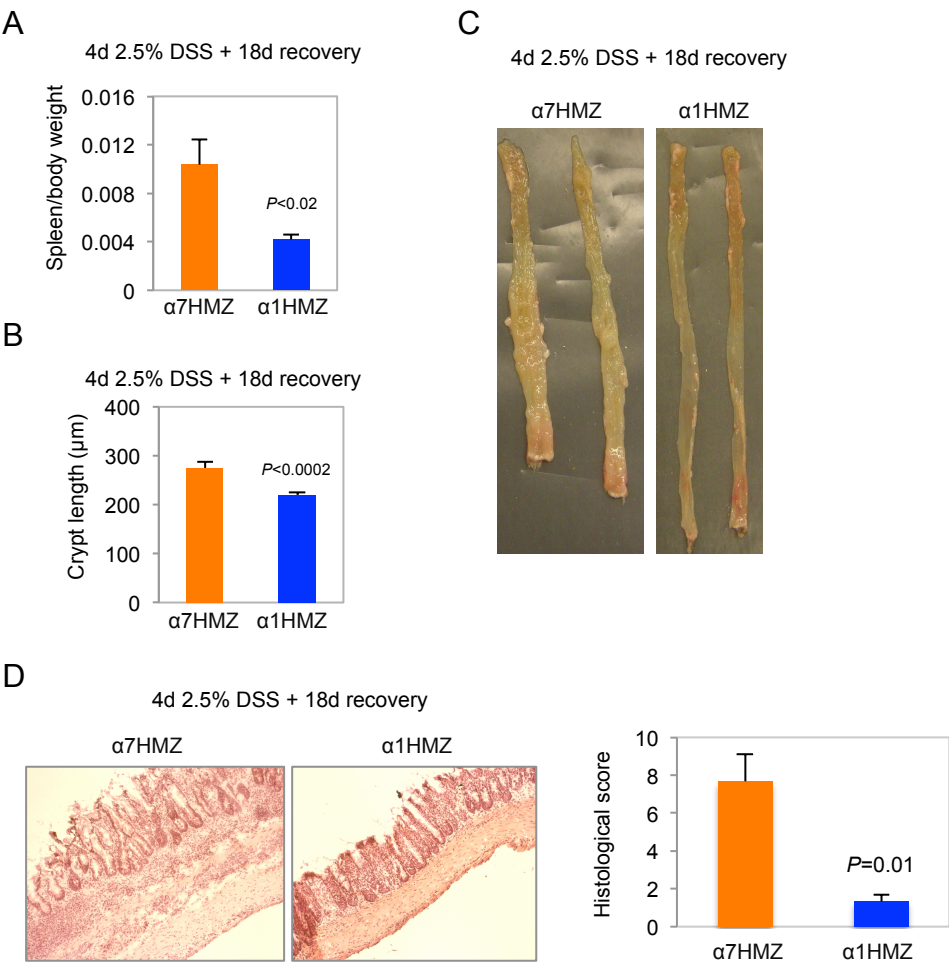 A
4d 2.5% DSS + 18d recovery
Spleen/body weight
0.016
0.012
0.008
0.004
0
P<0.02
α7HMZ α1HMZ
B
4d 2.5% DSS + 18d recovery
Crypt length (μm)
400
300
200
100
0
P<0.0002
α7HMZ α1HMZ
C
4d 2.5% DSS + 18d recovery
α7HMZ α1HMZ
D
4d 2.5% DSS + 18d recovery
α7HMZ α1HMZ
Histological score
10
8
6
4
2
0
P=0.01
α7HMZ α1HMZ